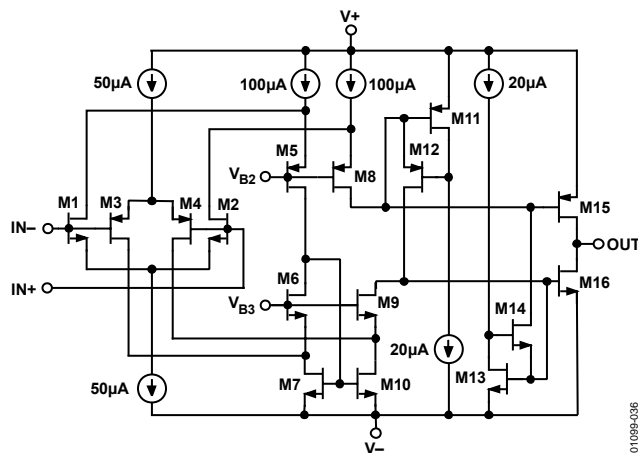 V+
50µA
100µA
100µA
20µA
M11
M5
M12
VB2
M8
M1
M3
M4
M2
M15
IN–
OUT
IN+
M6
M9
M16
VB3
M14
20µA
50µA
M7
M10
M13
V–
01099-036